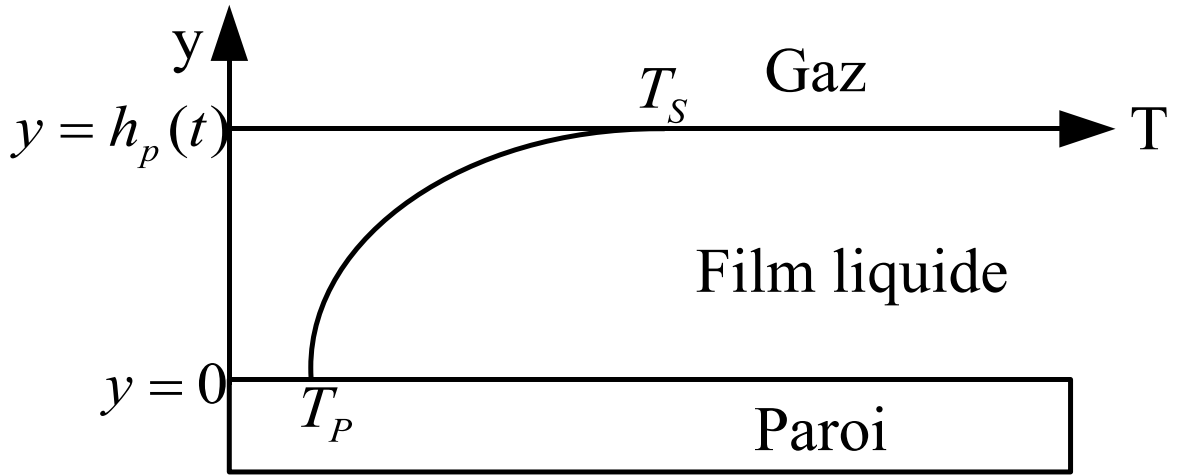 y
Gaz
T_S
y = h_p(t)
T
Film liquide
y = 0
T_P
Paroi